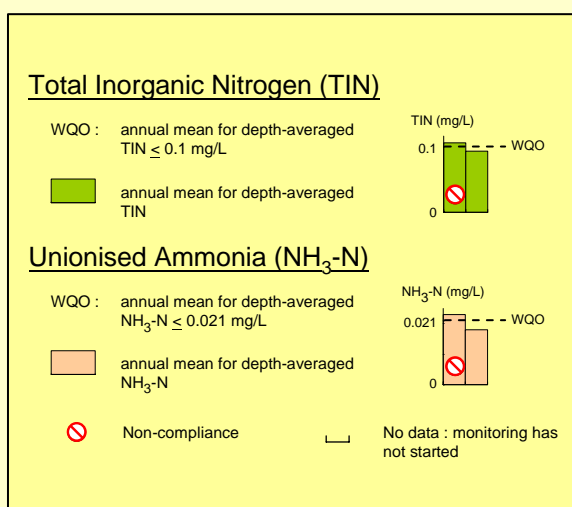 Total Inorganic Nitrogen (TIN)
WQO : annual mean for depth-averaged
TIN ≤ 0.1 mg/L
annual mean for depth-averaged
TIN
TIN (mg/L)
0.1
WQO
0
Unionised Ammonia (NH3-N)
WQO : annual mean for depth-averaged
NH3-N ≤ 0.021 mg/L
annual mean for depth-averaged
NH3-N
NH3-N (mg/L)
0.021
WQO
0
Non-compliance
No data : monitoring has
not started